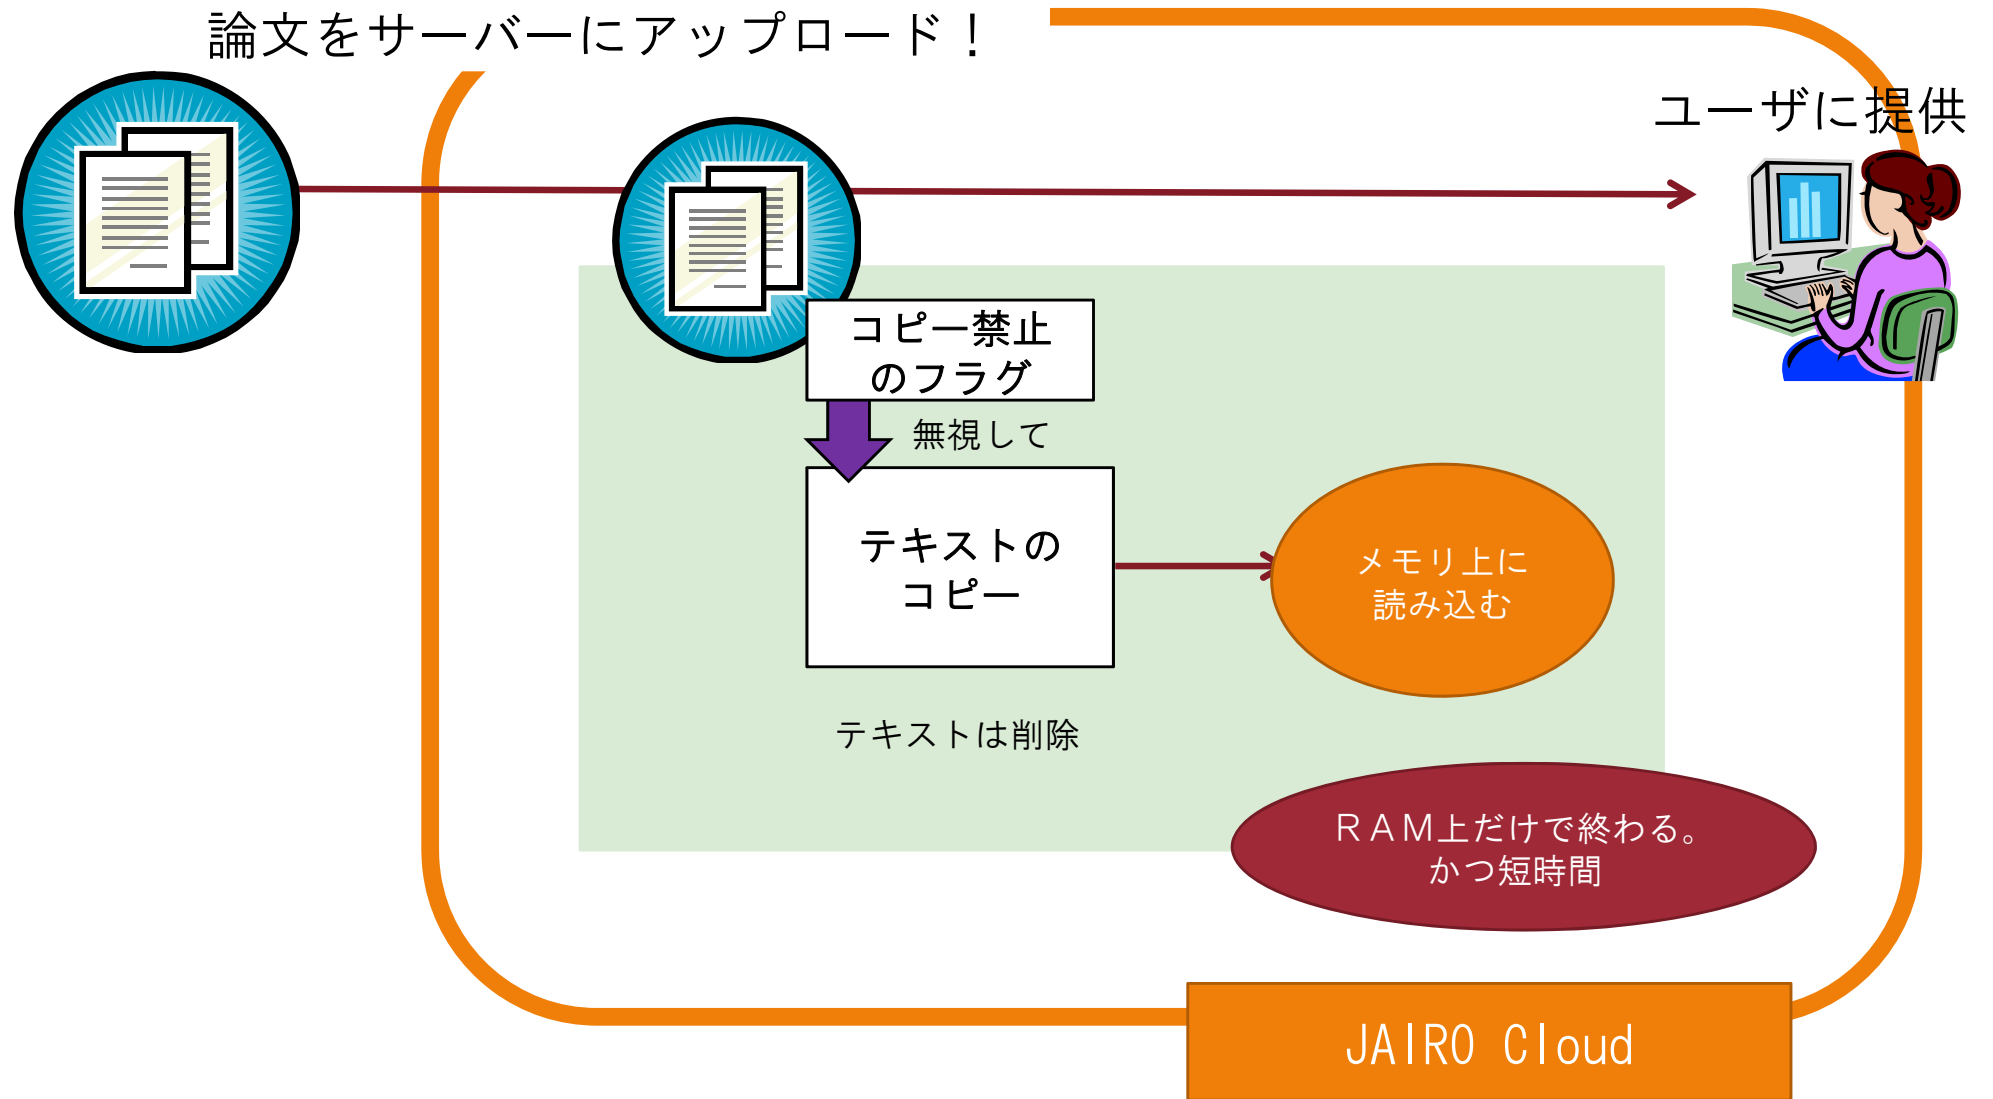 論文をサーバーにアップロード！
ユーザに提供
コピー禁止
のフラグ
無視して
テキストの
コピー
メモリ上に
読み込む
テキストは削除
ＲＡＭ上だけで終わる。
かつ短時間
JAIRO Cloud